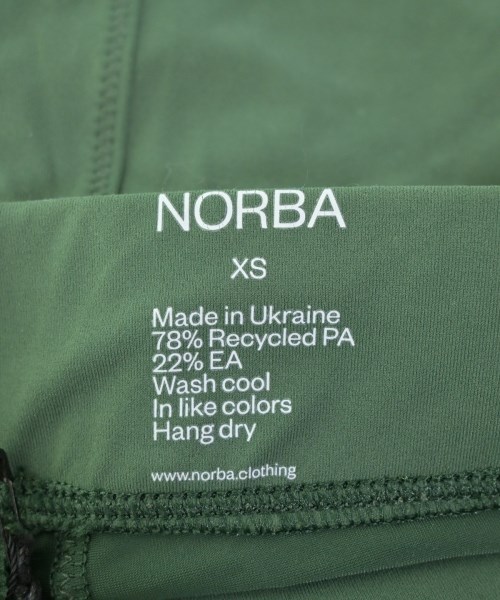 NORBA
XS
Made in Ukraine
78% Recycled PA
22% EA
Wash cool
In like colors
Hang dry
www.norba.clothing